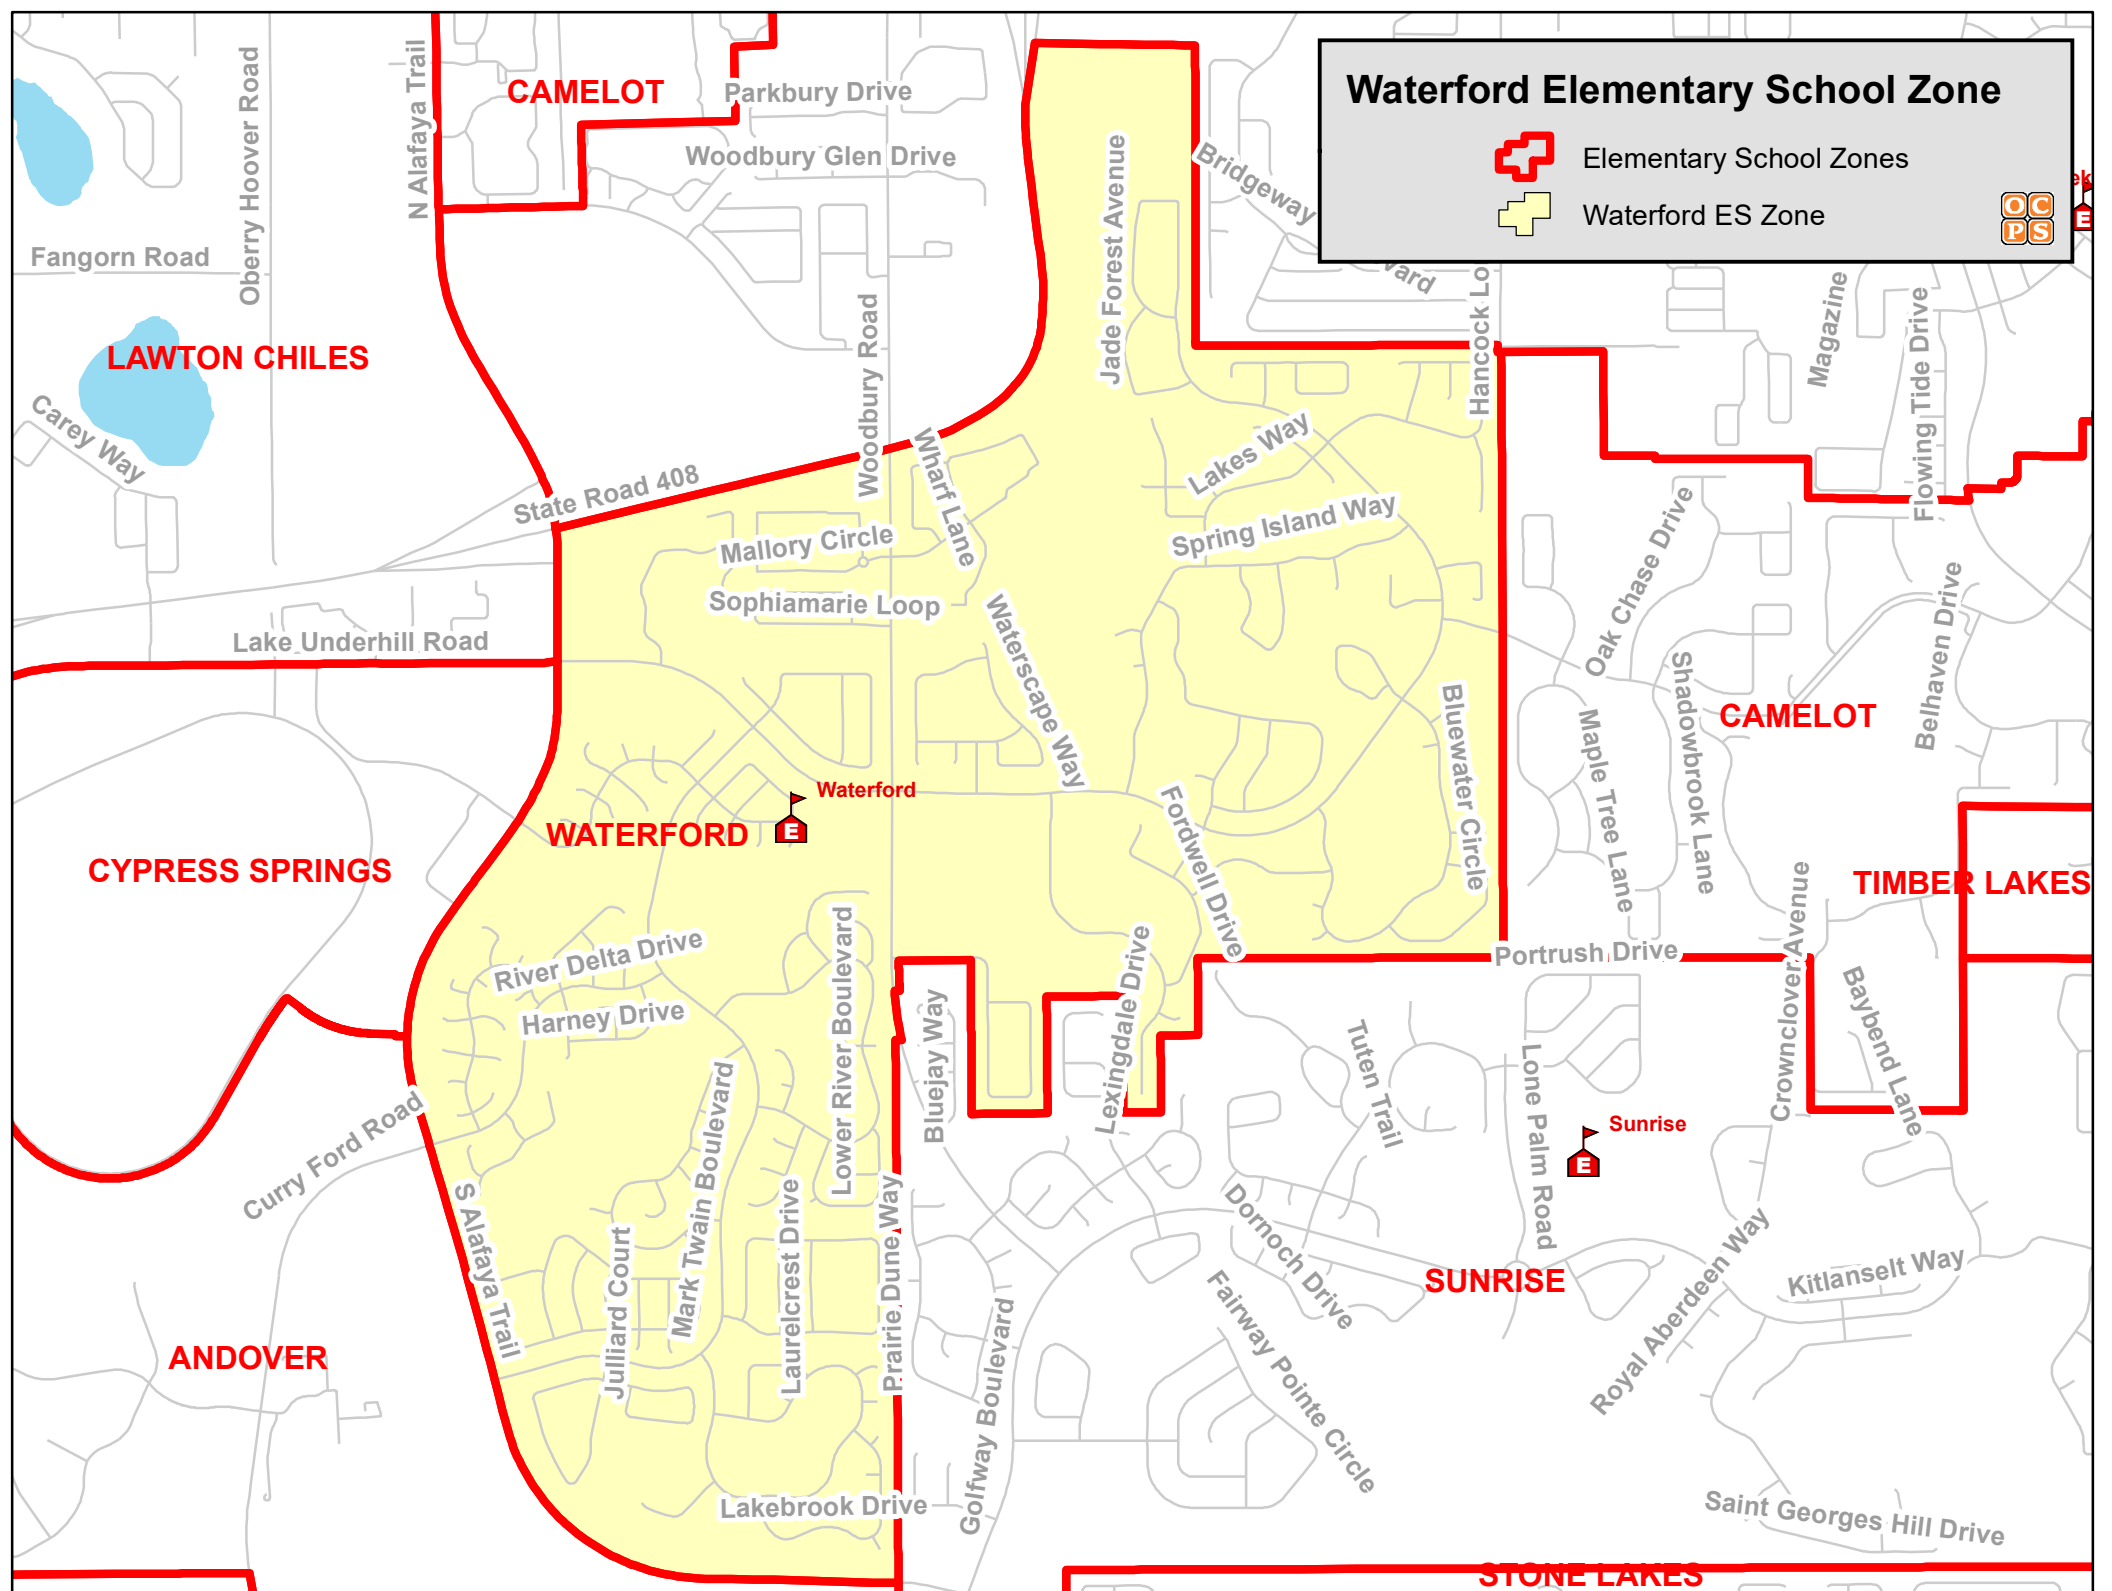 Waterford Elementary School Zone
Elementary School Zones
Waterford ES Zone
OC
PS
E
N Alafaya Trail
Oberry Hoover Road
CAMELOT
Parkbury Drive
Woodbury Glen Drive
Fangorn Road
Jade Forest Avenue
Bridgeway
LAWTON CHILES
Woodbury Road
Magazine
Flowing Tide Drive
Carey Way
State Road 408
Wharf Lane
Lakes Way
Spring Island Way
Mallory Circle
Sophiamarie Loop
Oak Chase Drive
Belhaven Drive
Lake Underhill Road
Waterscape Way
Shadowbrook Lane
CAMELOT
Bluewater Circle
Maple Tree Lane
Waterford
E
WATERFORD
Fordwell Drive
CYPRESS SPRINGS
TIMBER LAKES
River Delta Drive
Harney Drive
Lower River Boulevard
Bluejay Way
Lexingdale Drive
Portrush Drive
Crownclover Avenue
Baybend Lane
Tuten Trail
Lone Palm Road
Sunrise
E
Curry Ford Road
S Alafaya Trail
Mark Twain Boulevard
Julliard Court
Laurelcrest Drive
Prairie Dune Way
Dornoch Drive
SUNRISE
Royal Aberdeen Way
Kitlanselt Way
Fairway Pointe Circle
Golfway Boulevard
ANDOVER
Lakebrook Drive
Saint Georges Hill Drive
STONE LAKES